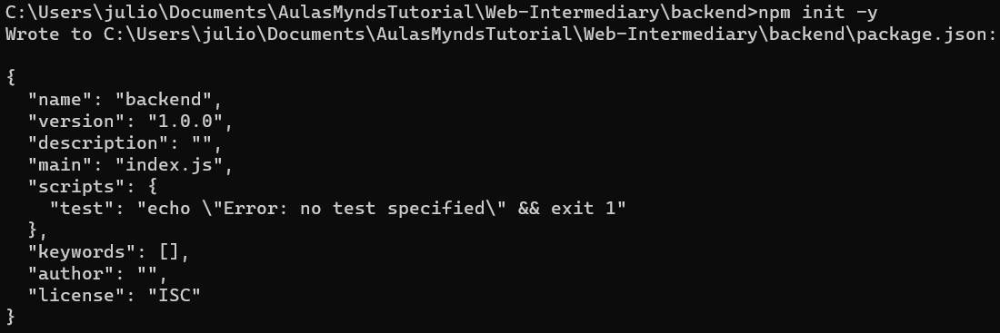 C:\Users\julio\Documents\AulasMyndsTutorial\Web-Intermediary\backend>npm init -y
Wrote to C:\Users\julio\Documents\AulasMyndsTutorial\Web-Intermediary\backend\package.json:

{
  "name": "backend",
  "version": "1.0.0",
  "description": "",
  "main": "index.js",
  "scripts": {
    "test": "echo \"Error: no test specified\" && exit 1"
  },
  "keywords": [],
  "author": "",
  "license": "ISC"
}